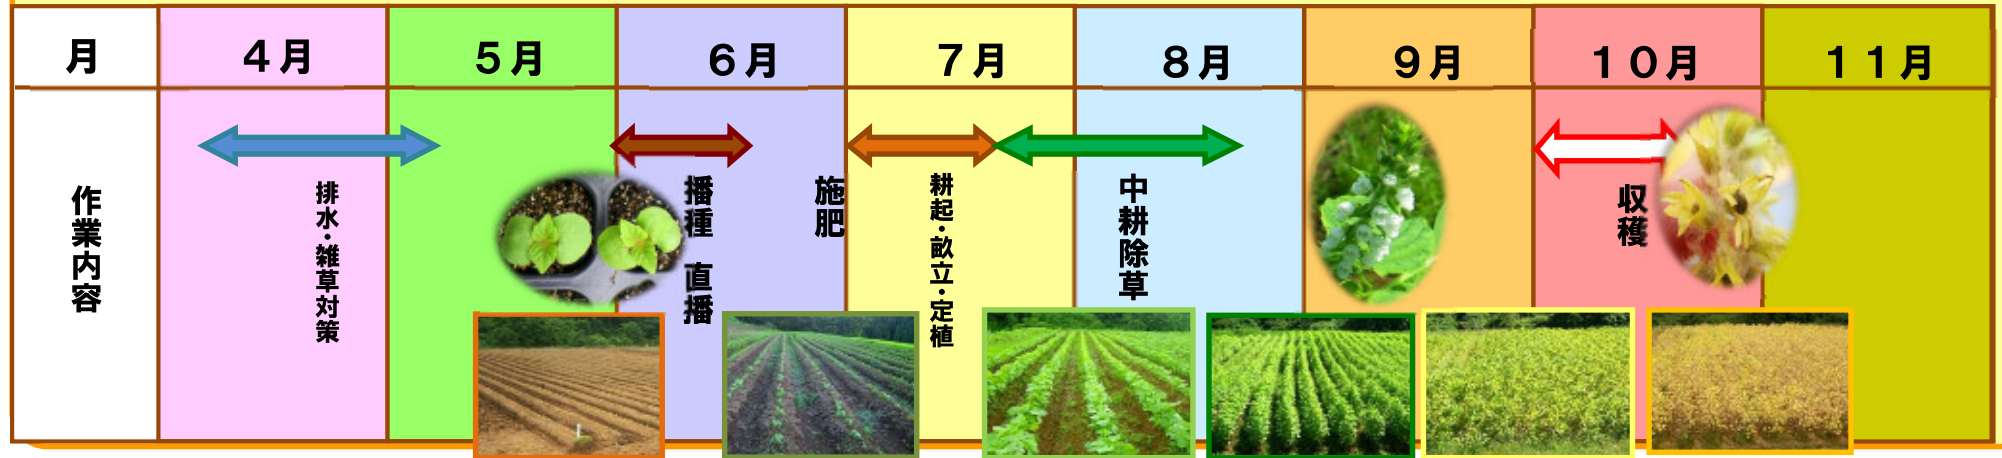 月
４月
５月
６月
７月
８月
９月
１０月
１１月
作業内容
排水・雑草対策
播種　直播
施肥
耕起・畝立・定植
中耕除草
収穫